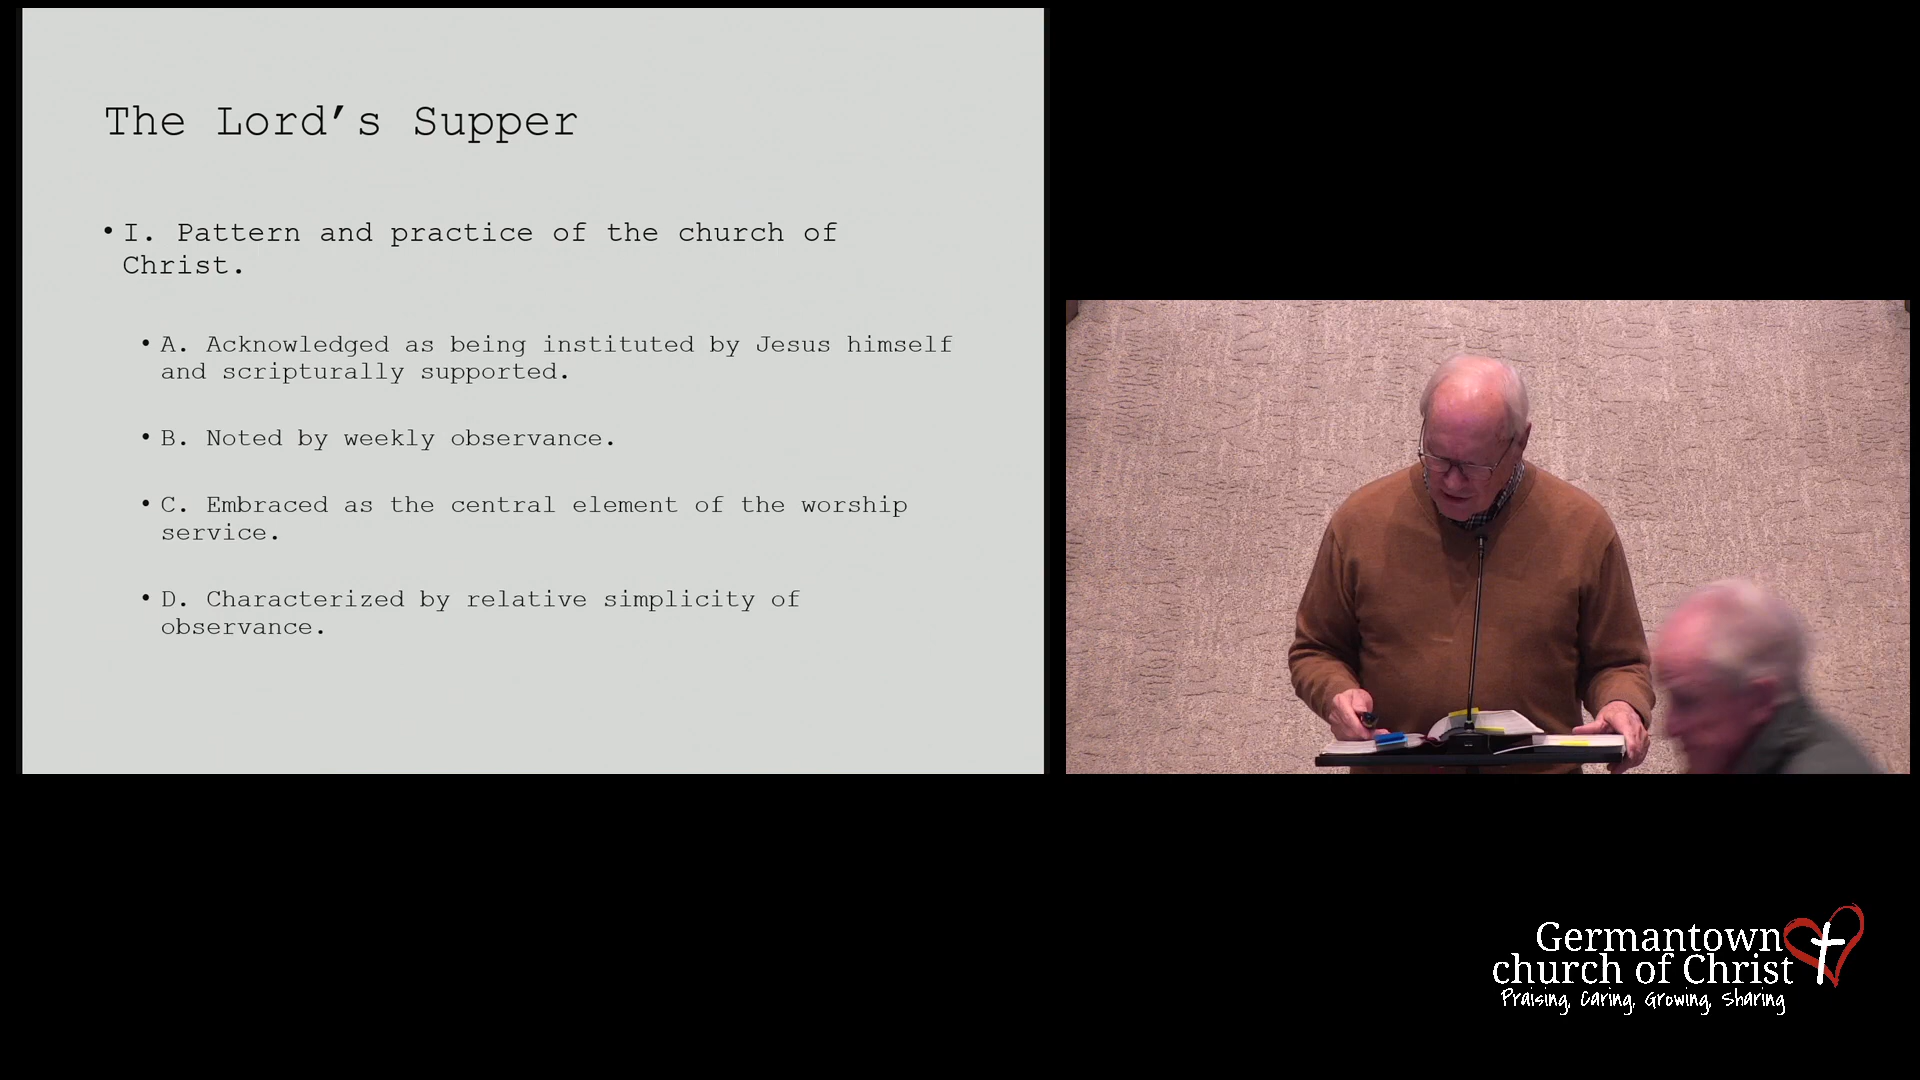 The Lord’s Supper
• I. Pattern and practice of the church of
Christ.
• A. Acknowledged as being instituted by Jesus himself
and scripturally supported.
• B. Noted by weekly observance.
• C. Embraced as the central element of the worship
service.
• D. Characterized by relative simplicity of
observance.
Germantown
church of Christ
Praising, Caring, Growing, Sharing